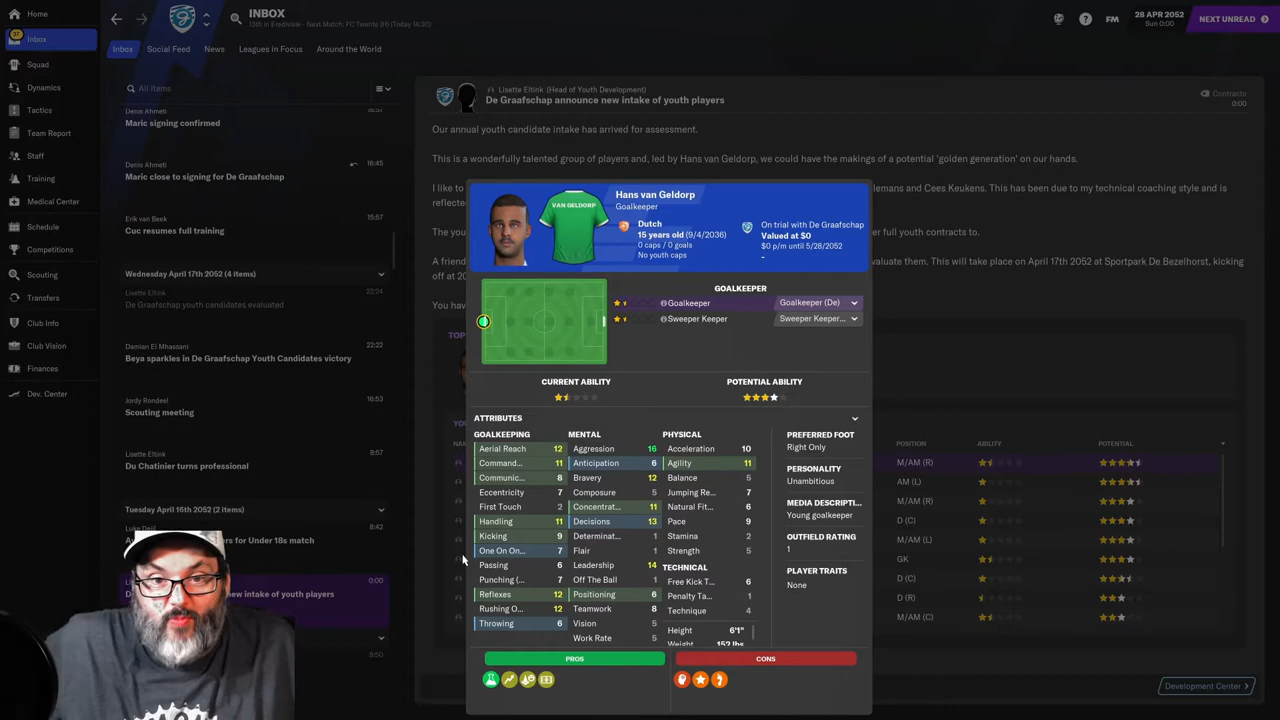 Home
INBOX
13th in Eredivisie - Next Match: FC Twente (H) (Today 14:30)
FM
28 APR 2052
Sun 0:00
NEXT UNREAD
37
Inbox
Inbox
Social Feed
News
Leagues in Focus
Around the World
Squad
Dynamics
Tactics
Team Report
Staff
Training
Medical Center
Schedule
Competitions
Scouting
Transfers
Club Info
Club Vision
Finances
Dev. Center
All Items
Denis Ahmeti
16:57
Maric signing confirmed
Denis Ahmeti
16:45
Maric close to signing for De Graafschap
Erik van Beek
15:57
Cuc resumes full training
Wednesday April 17th 2052 (4 items)
Lisette Eltink
22:24
De Graafschap youth candidates evaluated
Damian El Mhassani
22:22
Beya sparkles in De Graafschap Youth Candidates victory
Jordy Rondeel
16:53
Scouting meeting
Lisette Eltink
8:57
Du Chatinier turns professional
Tuesday April 16th 2052 (2 items)
8:42
for Under 18s match
0:00
new intake of youth players
8:50
Lisette Eltink (Head of Youth Development)
De Graafschap announce new intake of youth players
Contracts
0:00
Our annual youth candidate intake has arrived for assessment.
This is a wonderfully talented group of players and, led by Hans van Geldorp, we could have the makings of a potential 'golden generation' on our hands.
I like to
lemans and Cees Keukens. This has been due to my technical coaching style and is
reflecte
The you
r full youth contracts to.
A friend
valuate them. This will take place on April 17th 2052 at Sportpark De Bezelhorst, kicking
off at 20
You hav
TOP
YO
NAM
POSITION
ABILITY
POTENTIAL
M/AM (R)
AM (L)
M/AM (R)
D (C)
M/AM (L)
GK
D (C)
D (R)
M/AM (C)
Development Center
VAN GELDORP
Hans van Geldorp
Goalkeeper
Dutch
15 years old (9/4/2036)
0 caps / 0 goals
No youth caps
On trial with De Graafschap
Valued at $0
$0 p/m until 5/28/2052
-
GOALKEEPER
Goalkeeper
Goalkeeper (De)
Sweeper Keeper
Sweeper Keeper...
CURRENT ABILITY
POTENTIAL ABILITY
ATTRIBUTES
GOALKEEPING
Aerial Reach 12
Command... 11
Communic... 8
Eccentricity 7
First Touch 2
Handling 11
Kicking 9
One On On... 7
Passing 6
Punching (... 7
Reflexes 12
Rushing O... 12
Throwing 6
MENTAL
Aggression 16
Anticipation 6
Bravery 12
Composure 5
Concentrat... 11
Decisions 13
Determinat... 1
Flair 1
Leadership 14
Off The Ball 1
Positioning 6
Teamwork 8
Vision 5
Work Rate 5
PHYSICAL
Acceleration 10
Agility 11
Balance 5
Jumping Re... 7
Natural Fit... 6
Pace 9
Stamina 2
Strength 5
TECHNICAL
Free Kick T... 6
Penalty Ta... 1
Technique 4
Height 6'1"
Weight 152 lbs
PREFERRED FOOT
Right Only
PERSONALITY
Unambitious
MEDIA DESCRIPTI...
Young goalkeeper
OUTFIELD RATING
1
PLAYER TRAITS
None
PROS
CONS